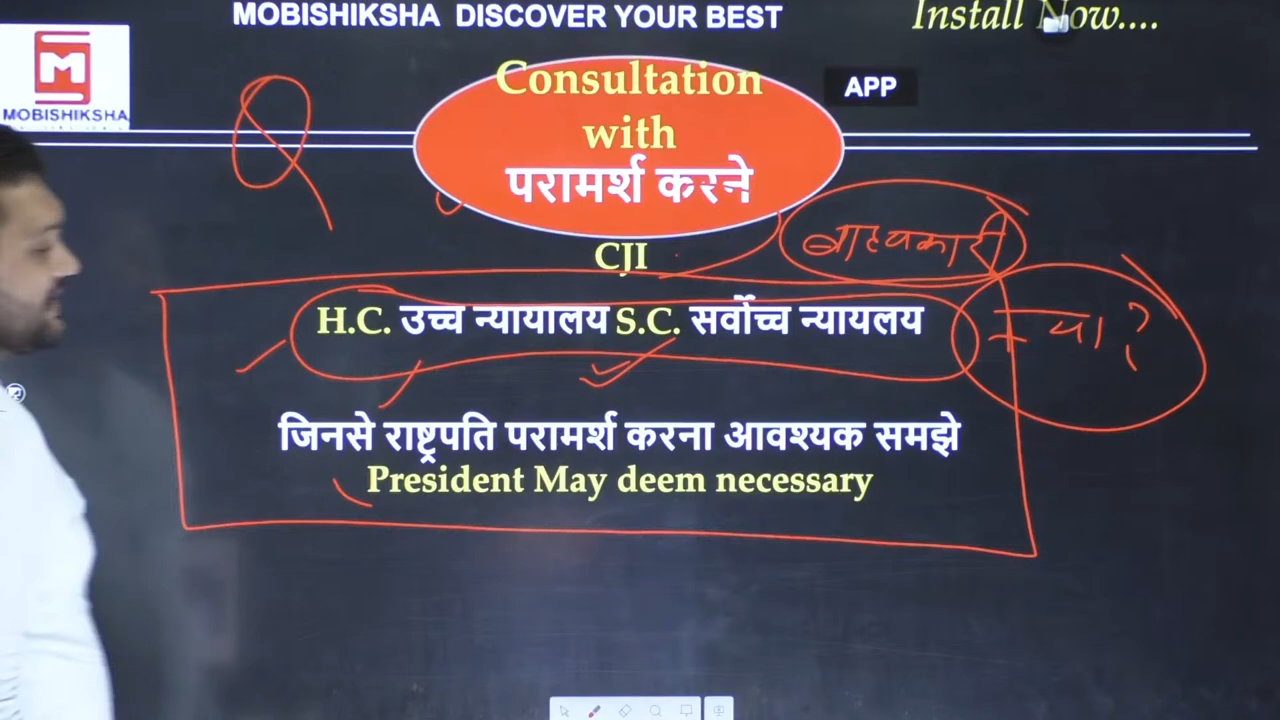 MOBISHIKSHA DISCOVER YOUR BEST
Install Now....
M
MOBISHIKSHA
Consultation
with
परामर्श करने
APP
Q
CJI
बाध्यकारी
H.C. उच्च न्यायालय S.C. सर्वोच्च न्यायलय
जिनसे राष्ट्रपति परामर्श करना आवश्यक समझे
President May deem necessary